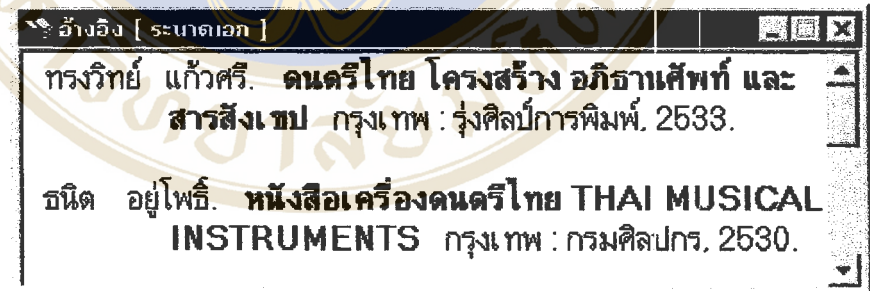 อ้างอิง [ ระนาดเอก ]
ทรงวิทย์ แก้วศรี. ดนตรีไทย โครงสร้าง อภิธานศัพท์ และ
สารสังเขป กรุงเทพ : รุ่งศิลป์การพิมพ์, 2533.
ธนิต อยู่โพธิ์. หนังสือเครื่องดนตรีไทย THAI MUSICAL
INSTRUMENTS กรุงเทพ : กรมศิลปกร, 2530.